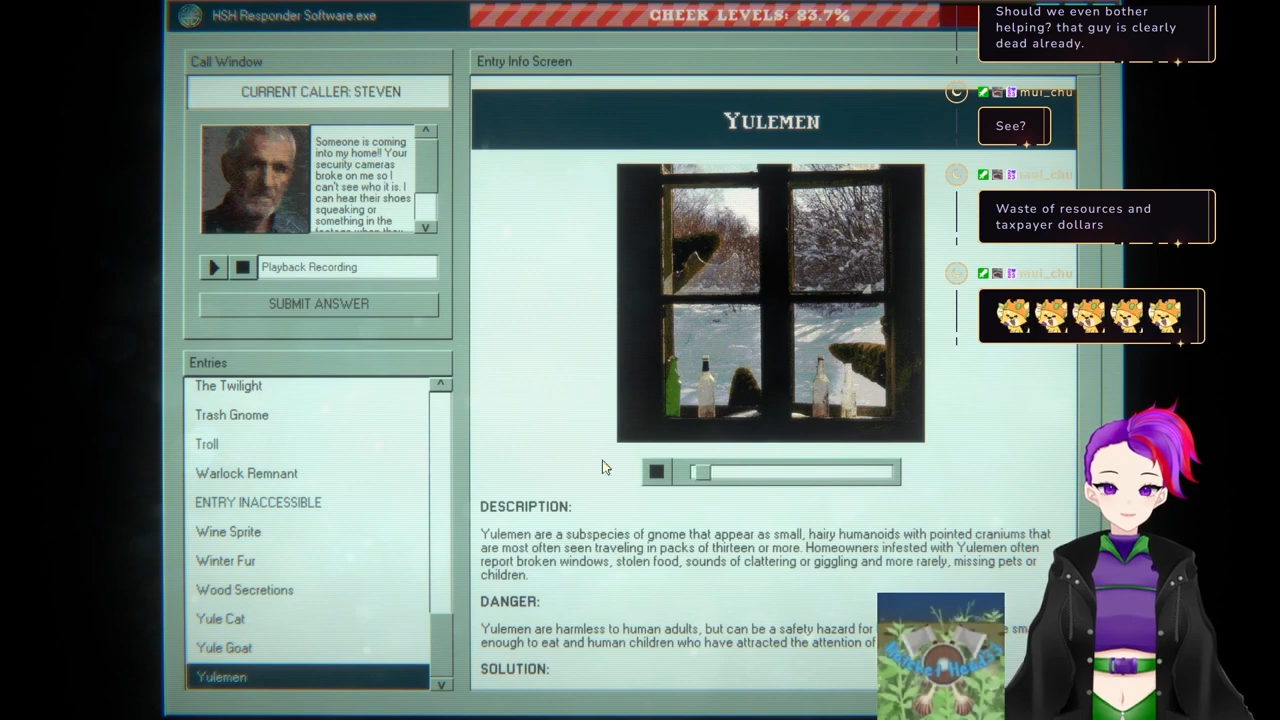 HSH Responder Software.exe
CHEER LEVELS: 83.7%
Call Window
CURRENT CALLER: STEVEN
Someone is coming
into my home!! Your
security cameras
broke on me so I
can't see who it is. I
can hear their shoes
squeaking or
something in the
footage when they
Playback Recording
SUBMIT ANSWER
Entries
The Twilight
Trash Gnome
Troll
Warlock Remnant
ENTRY INACCESSIBLE
Wine Sprite
Winter Fur
Wood Secretions
Yule Cat
Yule Goat
Yulemen
Entry Info Screen
YULEMEN
DESCRIPTION:
Yulemen are a subspecies of gnome that appear as small, hairy humanoids with pointed craniums that
are most often seen traveling in packs of thirteen or more. Homeowners infested with Yulemen often
report broken windows, stolen food, sounds of clattering or giggling and more rarely, missing pets or
children.
DANGER:
Yulemen are harmless to human adults, but can be a safety hazard for
enough to eat and human children who have attracted the attention of
SOLUTION:
Should we even bother
helping? that guy is clearly
dead already.
mui_chu
See?
mui_chu
Waste of resources and
taxpayer dollars
mui_chu